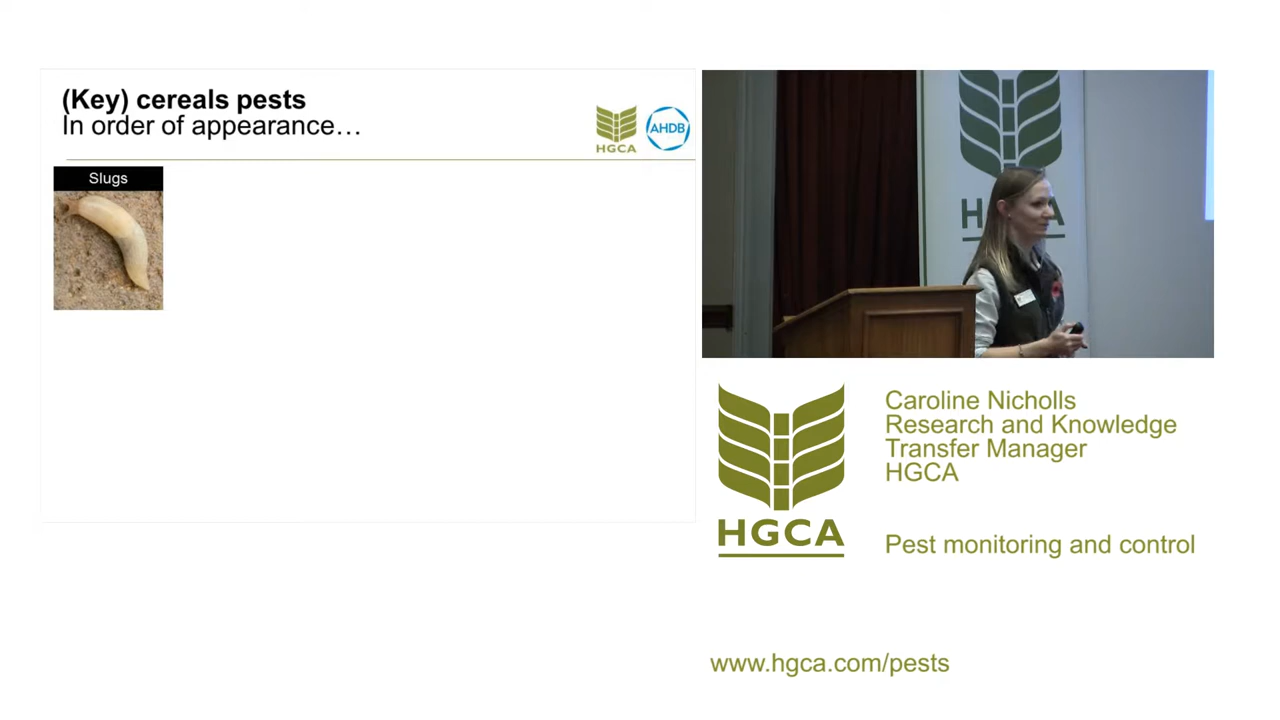 (Key) cereals pests
In order of appearance…
HGCA
AHDB
Slugs
HGCA
HGCA
Caroline Nicholls
Research and Knowledge
Transfer Manager
HGCA
Pest monitoring and control
www.hgca.com/pests